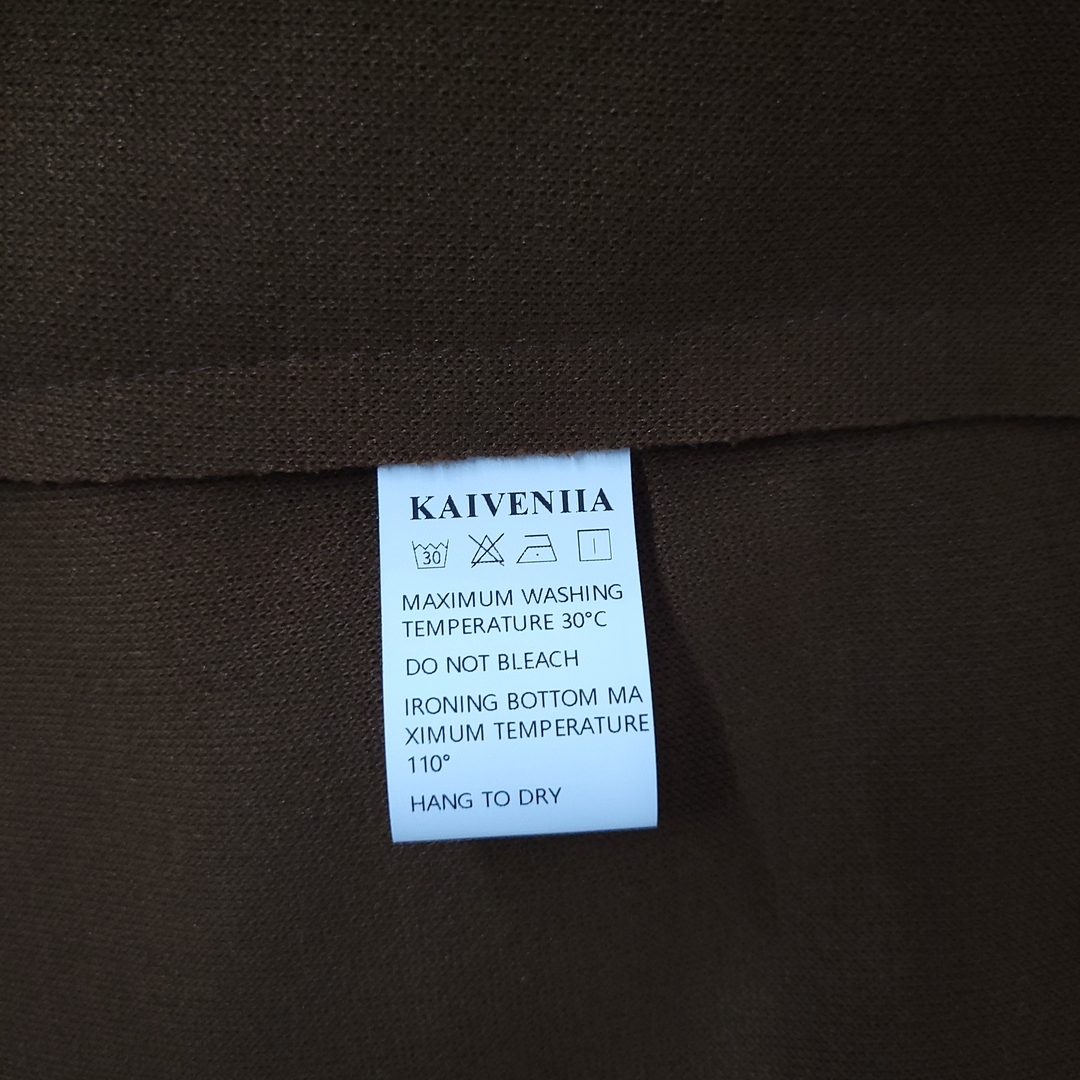 KAIVENIIA
30
MAXIMUM WASHING
TEMPERATURE 30°C
DO NOT BLEACH
IRONING BOTTOM MA
XIMUM TEMPERATURE
110°
HANG TO DRY